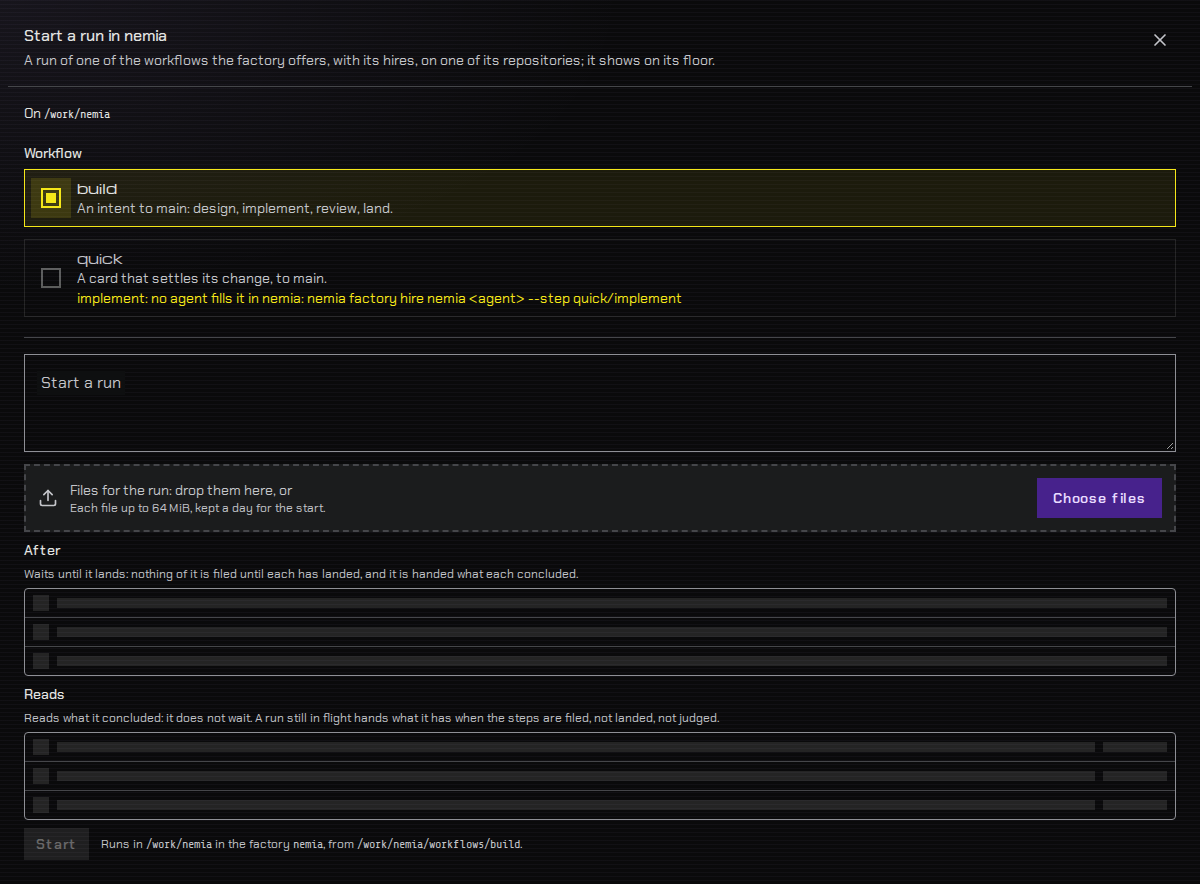 Start a run in nemia
A run of one of the workflows the factory offers, with its hires, on one of its repositories; it shows on its floor.
On /work/nemia
Workflow
build
An intent to main: design, implement, review, land.
quick
A card that settles its change, to main.
implement: no agent fills it in nemia: nemia factory hire nemia <agent> --step quick/implement
Start a run
Files for the run: drop them here, or
Each file up to 64 MiB, kept a day for the start.
Choose files
After
Waits until it lands: nothing of it is filed until each has landed, and it is handed what each concluded.
Reads
Reads what it concluded: it does not wait. A run still in flight hands what it has when the steps are filed, not landed, not judged.
Start
Runs in /work/nemia in the factory nemia, from /work/nemia/workflows/build.